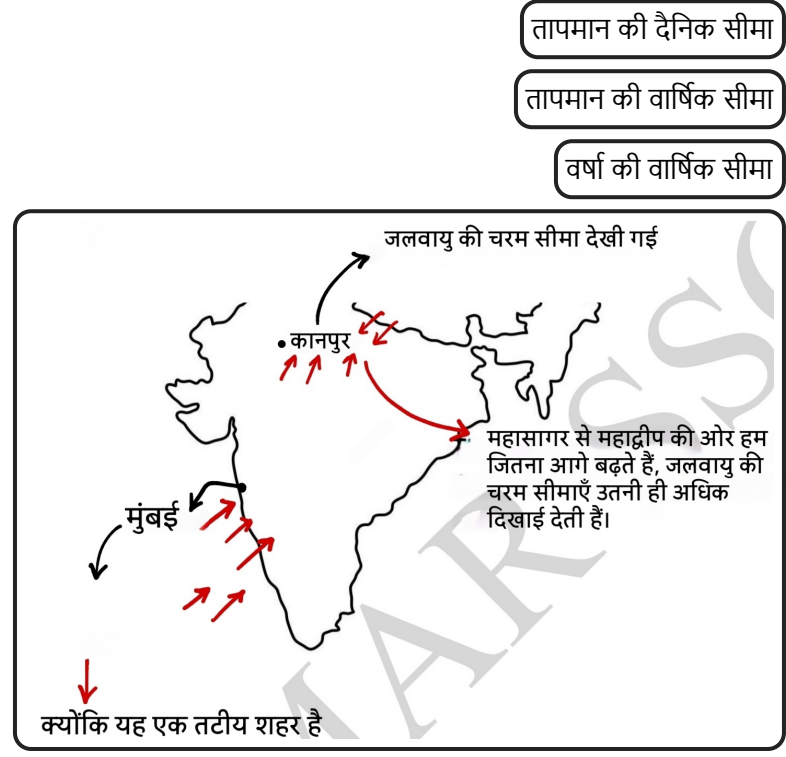 तापमान की दैनिक सीमा
तापमान की वार्षिक सीमा
वर्षा की वार्षिक सीमा
जलवायु की चरम सीमा देखी गई
कानपुर
महासागर से महाद्वीप की ओर हम
जितना आगे बढ़ते हैं, जलवायु की
चरम सीमाएँ उतनी ही अधिक
दिखाई देती हैं।
मुंबई
क्योंकि यह एक तटीय शहर है